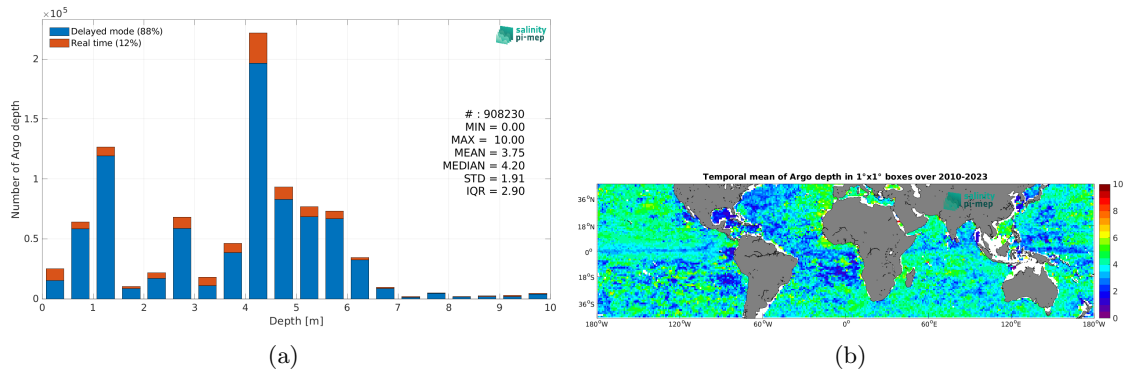 ×10⁵
Delayed mode (88%)
Real time (12%)
salinity
pi-mep
2
1.5
1
0.5
0
Number of Argo depth
# : 908230
MIN = 0.00
MAX = 10.00
MEAN = 3.75
MEDIAN = 4.20
STD = 1.91
IQR = 2.90
0 1 2 3 4 5 6 7 8 9 10
Depth [m]
(a)
Temporal mean of Argo depth in 1°x1° boxes over 2010-2023
36°N
18°N
0°
18°S
36°S
180°W 120°W 60°W 0° 60°E 120°E 180°W
pi-mep
10
8
6
4
2
0
(b)